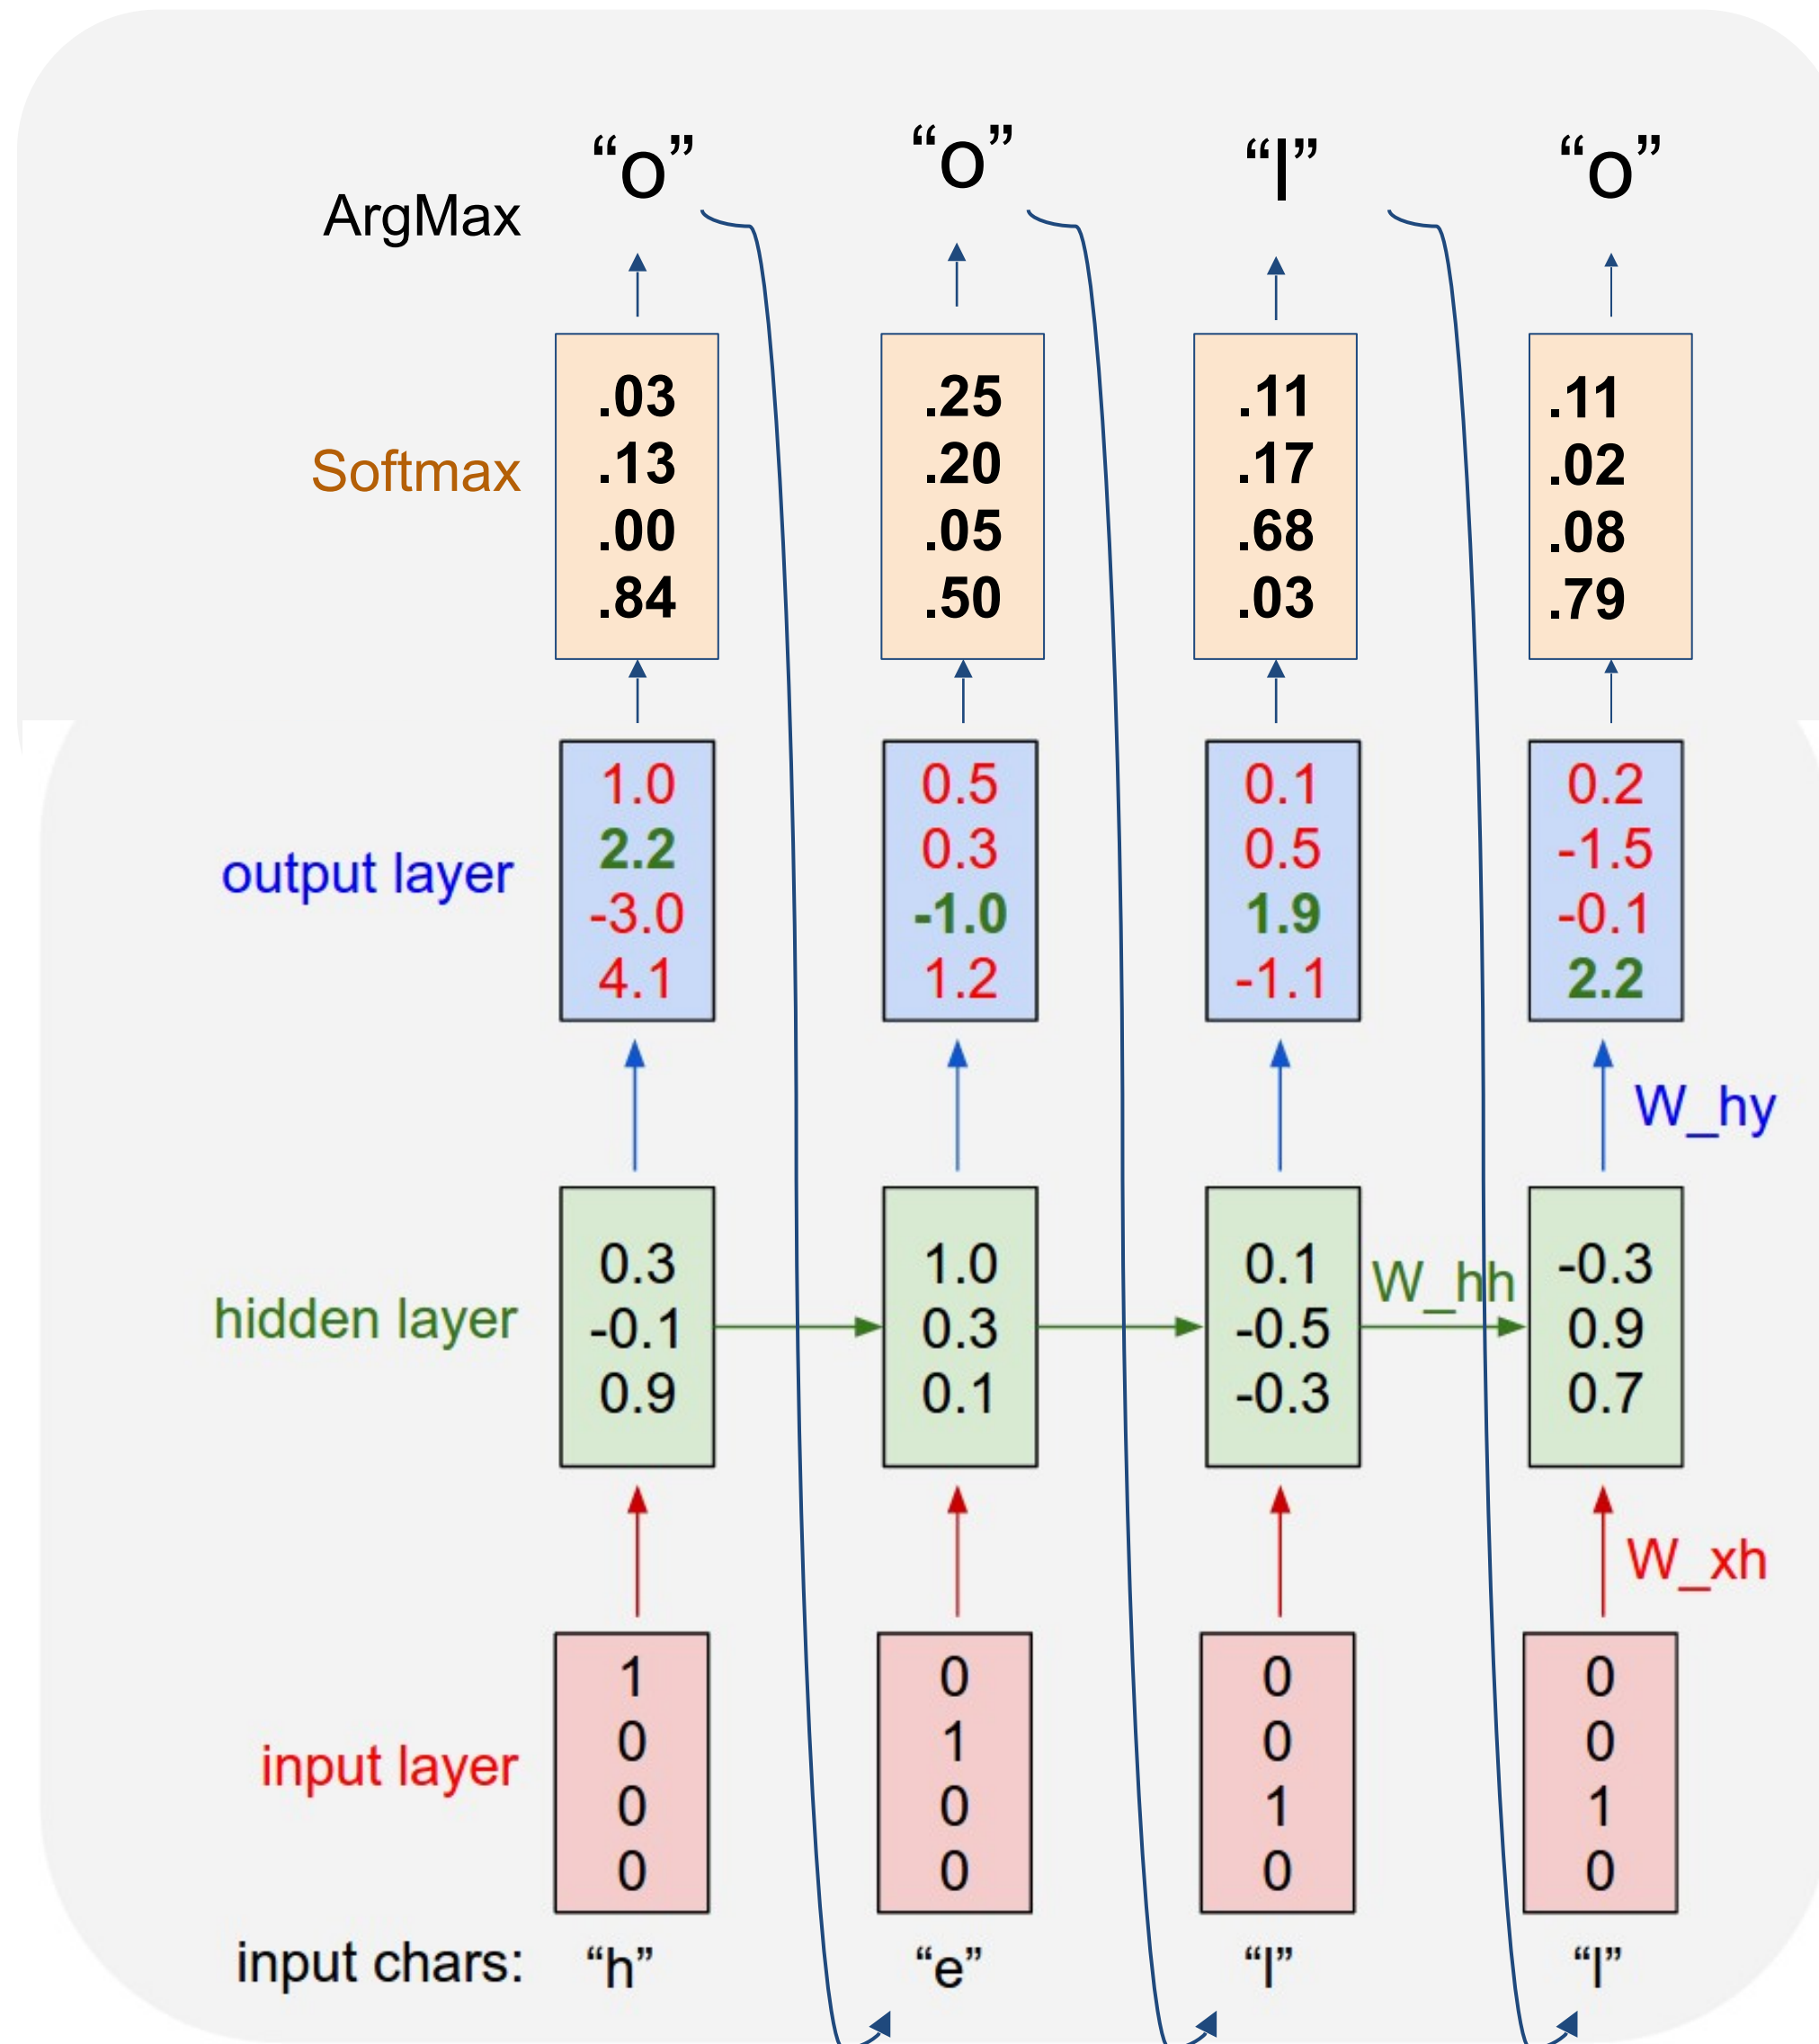 “o” “o” “l” “o”
ArgMax
.03 .25 .11 .11
.13 .20 .17 .02
Softmax
.00 .05 .68 .08
.84 .50 .03 .79
1.0 0.5 0.1 0.2
2.2 0.3 0.5 -1.5
output layer
-3.0 -1.0 1.9 -0.1
4.1 1.2 -1.1 2.2
W_hy
0.3 1.0 0.1 W_hh -0.3
hidden layer -0.1 0.3 -0.5 0.9
0.9 0.1 -0.3 0.7
W_xh
1 0 0 0
0 1 0 0
input layer
0 0 1 1
0 0 0 0
input chars: “h” “e” “l” “l”